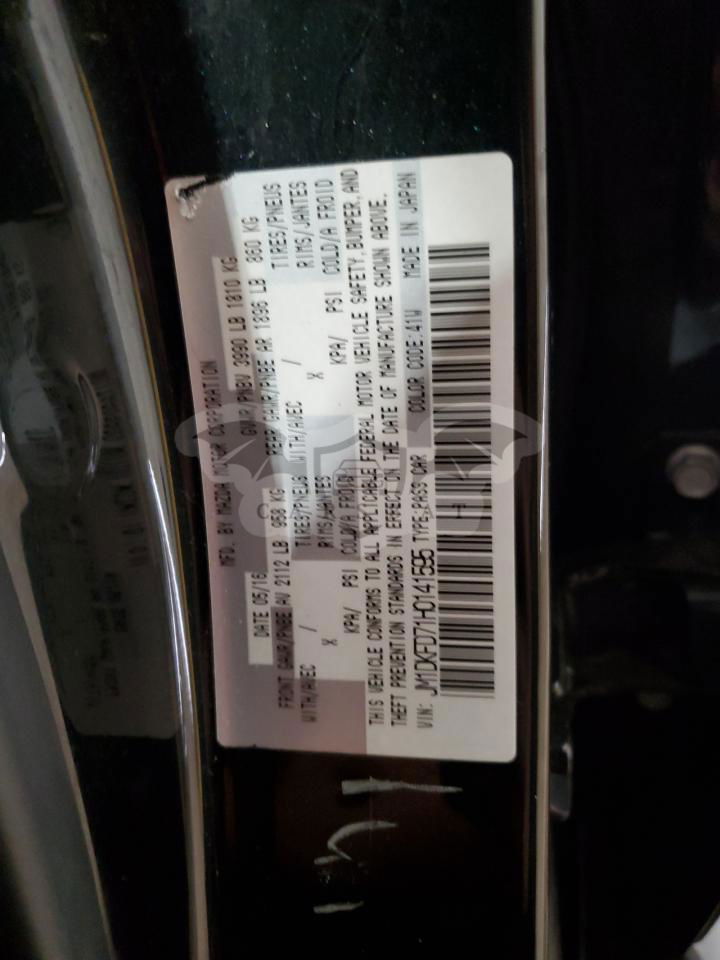 MFD. BY MAZDA MOTOR CORPORATION
DATE 05/16 GVWR/PNBV 3990 LB 1810 KG
FRONT GAWR/PNBE AV 2112 LB 958 KG REAR GAWR/PNBE AR 1896 LB 860 KG
WITH/AVEC / TIRES/PNEUS WITH/AVEC / TIRES/PNEUS
X RIMS/JANTES X RIMS/JANTES
KPA/ PSI COLD/A FROID KPA/ PSI COLD/A FROID
THIS VEHICLE CONFORMS TO ALL APPLICABLE FEDERAL MOTOR VEHICLE SAFETY, BUMPER, AND
THEFT PREVENTION STANDARDS IN EFFECT ON THE DATE OF MANUFACTURE SHOWN ABOVE.
VIN: JM1DKFD71H0141595 TYPE:PASS CAR COLOR CODE:41W MADE IN JAPAN